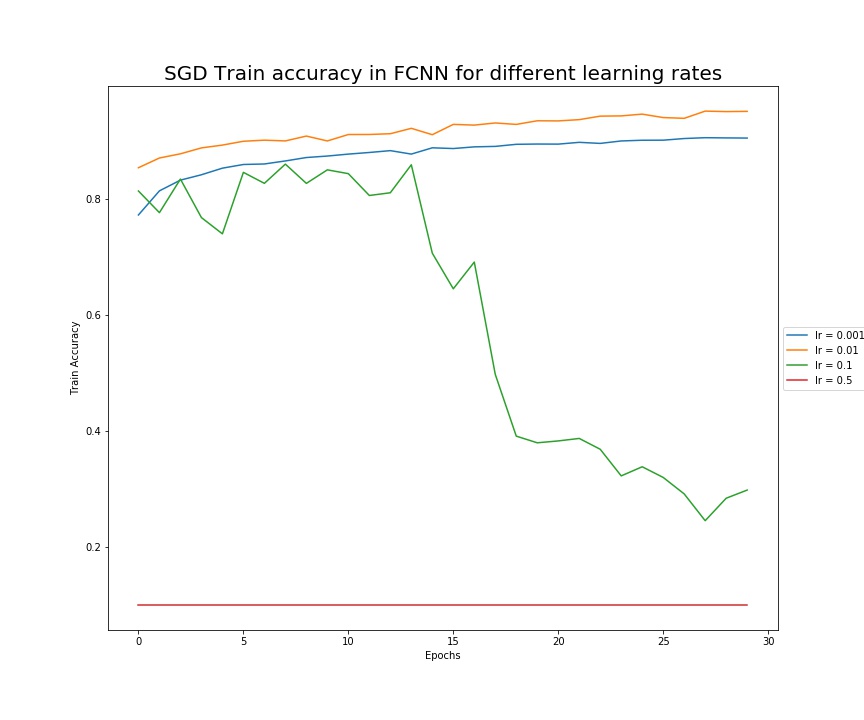 SGD Train accuracy in FCNN for different learning rates
0.8
0.6
0.4
0.2
Train Accuracy
0
5
10
15
20
25
30
Epochs
lr = 0.001
lr = 0.01
lr = 0.1
lr = 0.5